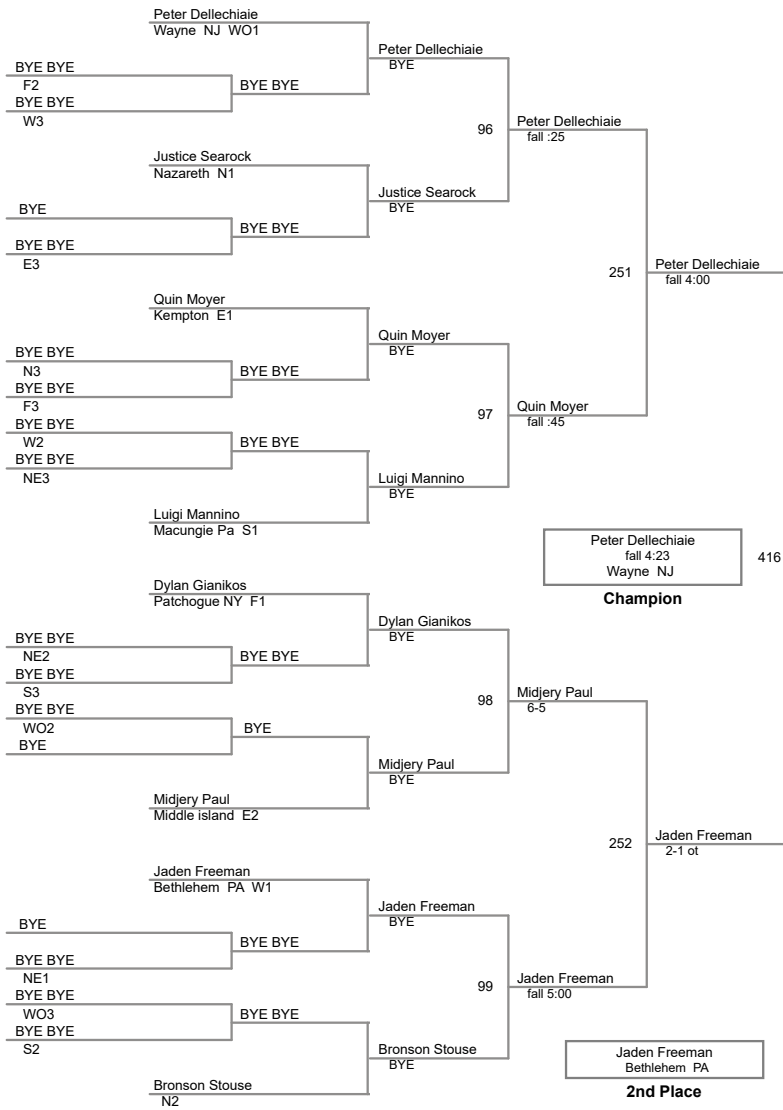 Peter Dellechiaie
Wayne NJ WO1
Peter Dellechiaie
BYE
BYE BYE
F2
BYE BYE
BYE BYE
W3
96
Peter Dellechiaie
fall :25
Justice Searock
Nazareth N1
Justice Searock
BYE
BYE
BYE BYE
BYE BYE
E3
251
Peter Dellechiaie
fall 4:00
Quin Moyer
Kempton E1
Quin Moyer
BYE
BYE BYE
N3
BYE BYE
BYE BYE
F3
97
Quin Moyer
fall :45
BYE BYE
W2
BYE BYE
BYE BYE
NE3
Luigi Mannino
BYE
Luigi Mannino
Macungie Pa S1
Peter Dellechiaie
fall 4:23
Wayne NJ
416
Champion
Dylan Gianikos
Patchogue NY F1
Dylan Gianikos
BYE
BYE BYE
NE2
BYE BYE
BYE BYE
S3
98
Midjery Paul
6-5
BYE BYE
WO2
BYE
BYE
Midjery Paul
BYE
Midjery Paul
Middle island E2
252
Jaden Freeman
2-1 ot
Jaden Freeman
Bethlehem PA W1
Jaden Freeman
BYE
BYE
BYE BYE
BYE BYE
NE1
99
Jaden Freeman
fall 5:00
BYE BYE
WO3
BYE BYE
BYE BYE
S2
Bronson Stouse
BYE
Bronson Stouse
N2
Jaden Freeman
Bethlehem PA
2nd Place